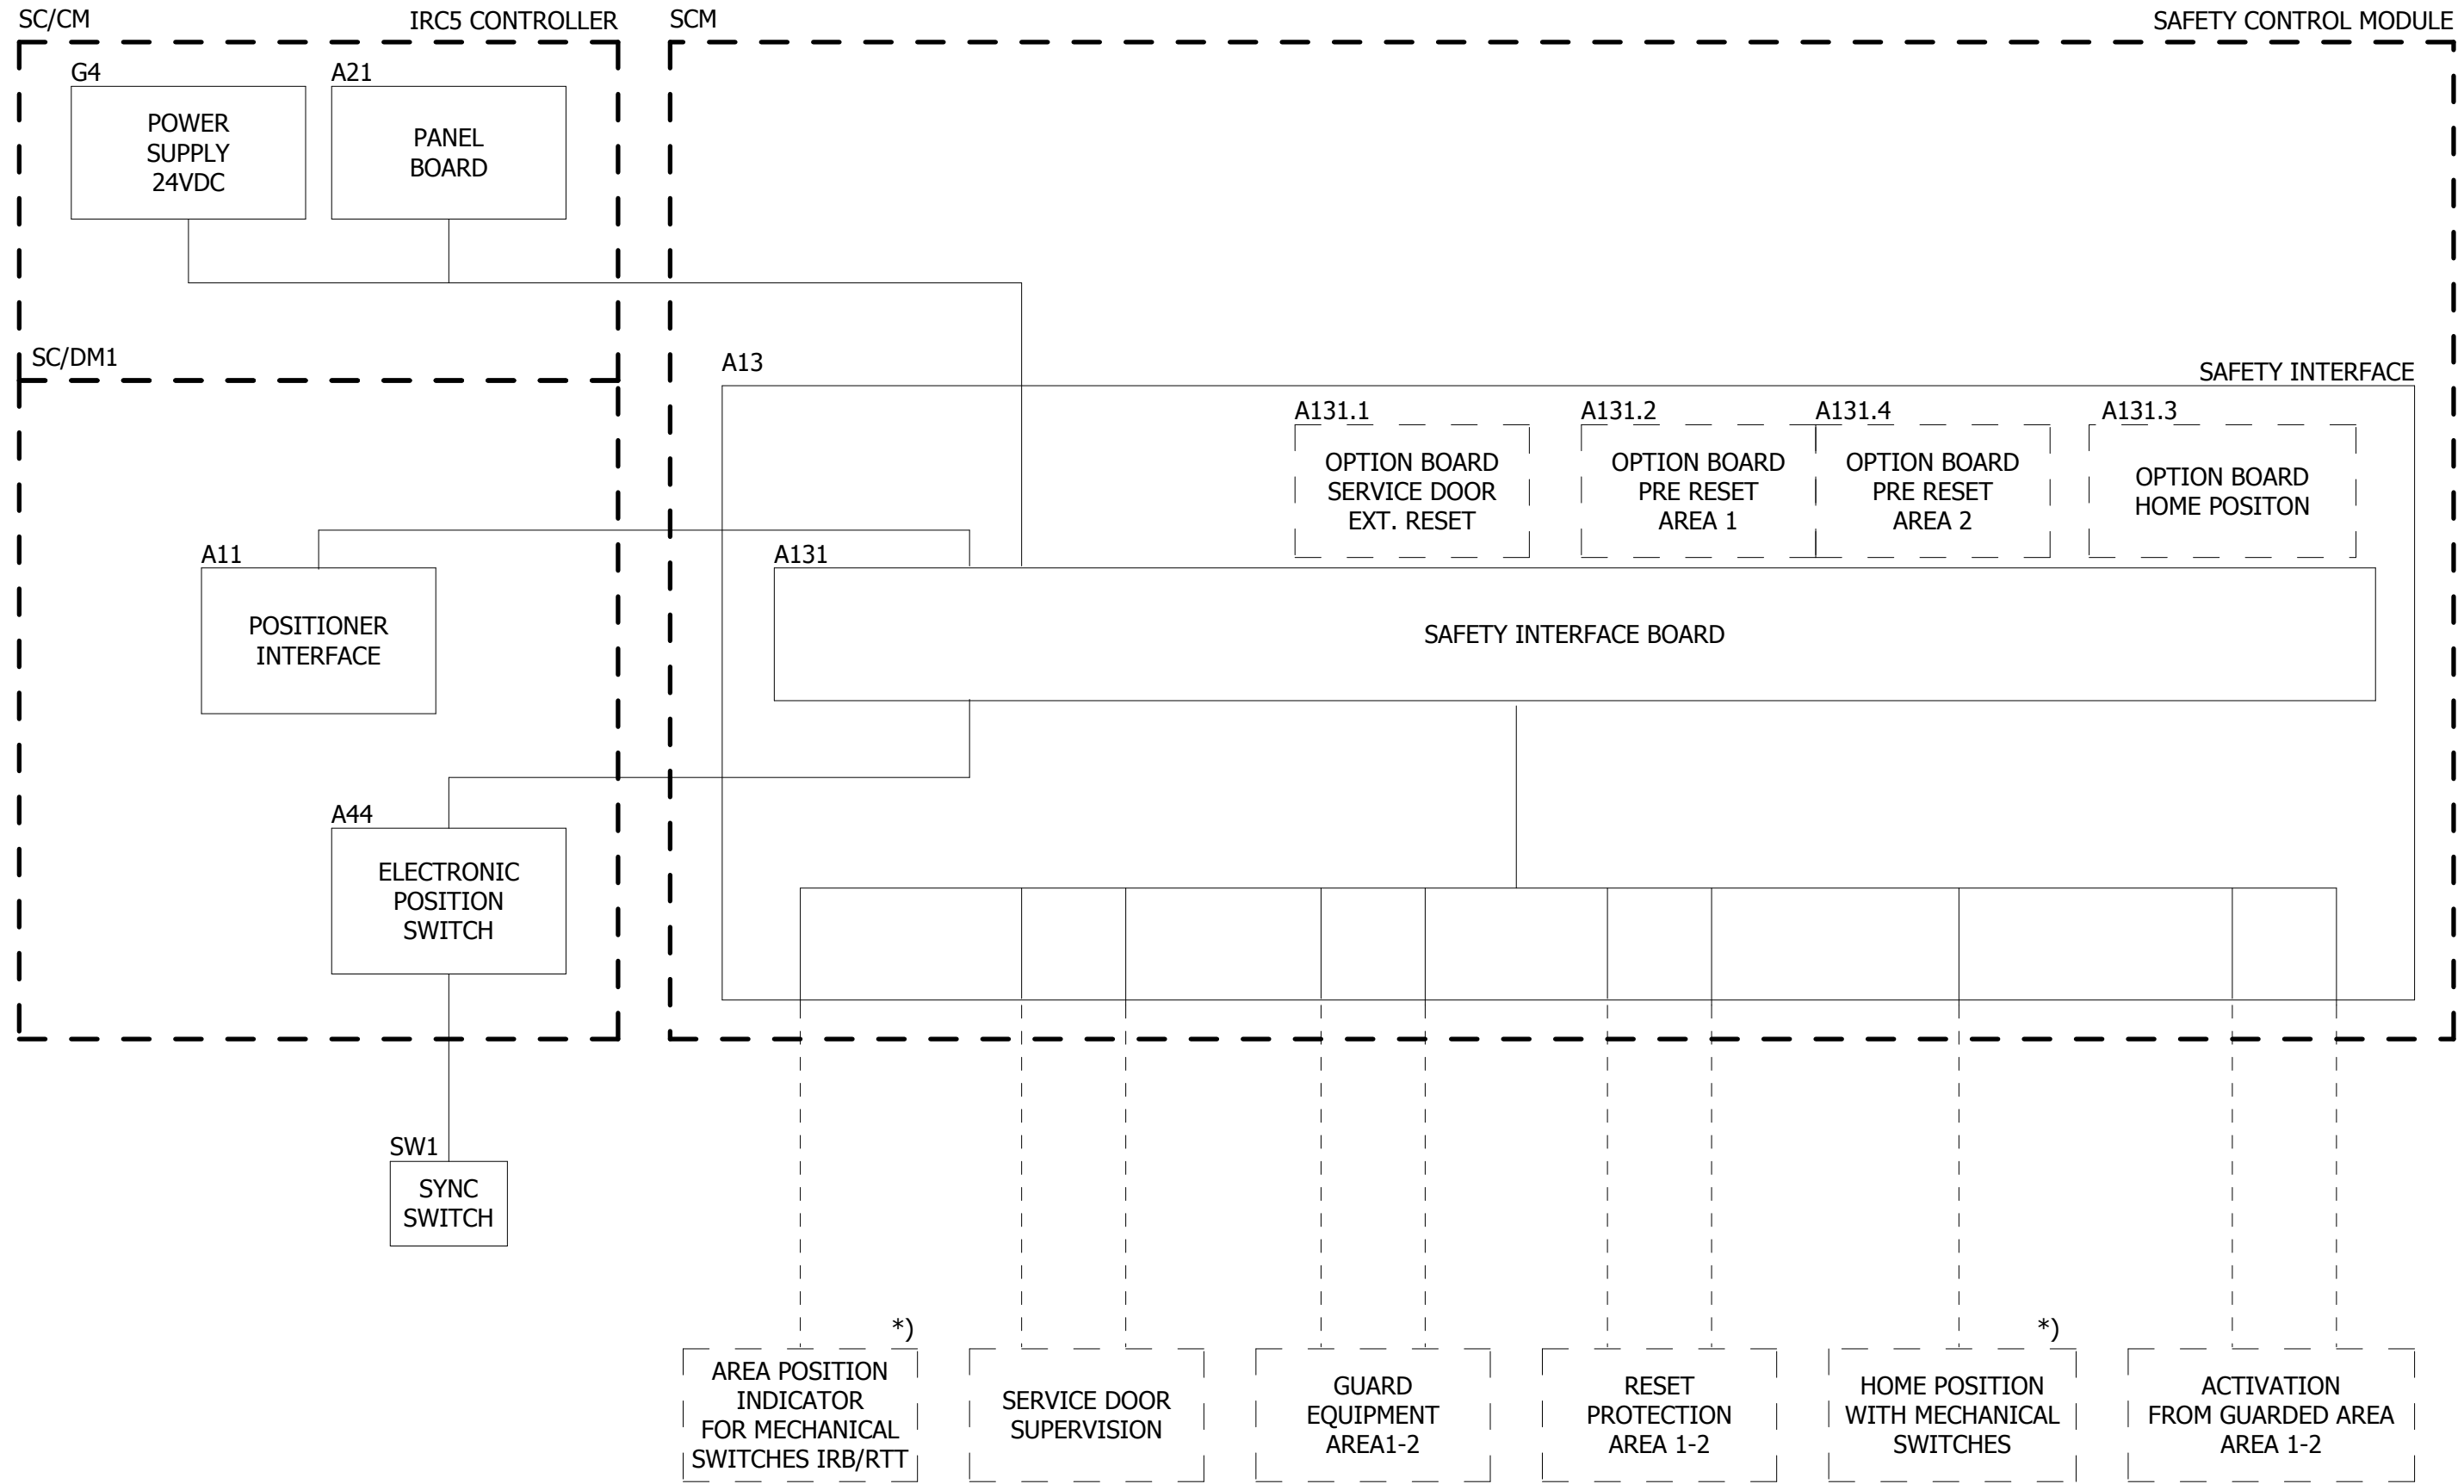 SC/CM
IRC5 CONTROLLER
SCM
SAFETY CONTROL MODULE
G4
POWER
SUPPLY
24VDC
A21
PANEL
BOARD
SC/DM1
A13
SAFETY INTERFACE
A131.1
OPTION BOARD
SERVICE DOOR
EXT. RESET
A131.2
OPTION BOARD
PRE RESET
AREA 1
A131.4
OPTION BOARD
PRE RESET
AREA 2
A131.3
OPTION BOARD
HOME POSITON
A11
POSITIONER
INTERFACE
A131
SAFETY INTERFACE BOARD
A44
ELECTRONIC
POSITION
SWITCH
SW1
SYNC
SWITCH
*)
AREA POSITION
INDICATOR
FOR MECHANICAL
SWITCHES IRB/RTT
SERVICE DOOR
SUPERVISION
GUARD
EQUIPMENT
AREA1-2
RESET
PROTECTION
AREA 1-2
*)
HOME POSITION
WITH MECHANICAL
SWITCHES
ACTIVATION
FROM GUARDED AREA
AREA 1-2